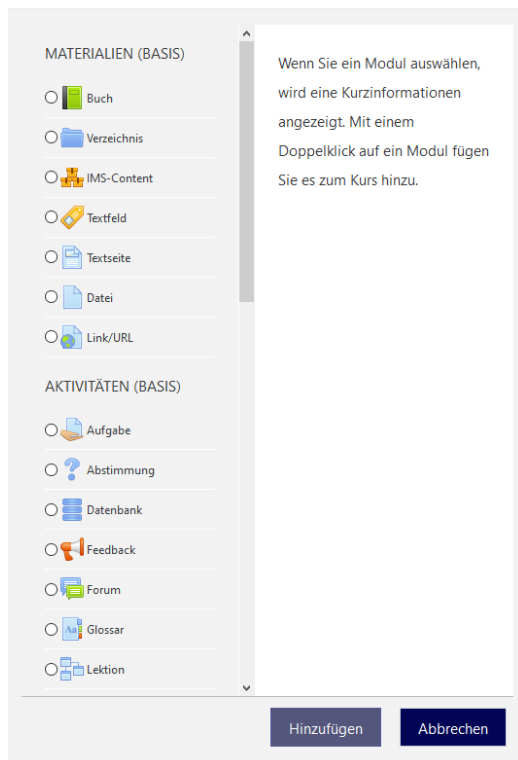 MATERIALIEN (BASIS)
Buch
Verzeichnis
IMS-Content
Textfeld
Textseite
Datei
Link/URL
AKTIVITÄTEN (BASIS)
Aufgabe
Abstimmung
Datenbank
Feedback
Forum
Aa
Glossar
Lektion
Wenn Sie ein Modul auswählen,
wird eine Kurzinformationen
angezeigt. Mit einem
Doppelklick auf ein Modul fügen
Sie es zum Kurs hinzu.
Hinzufügen
Abbrechen